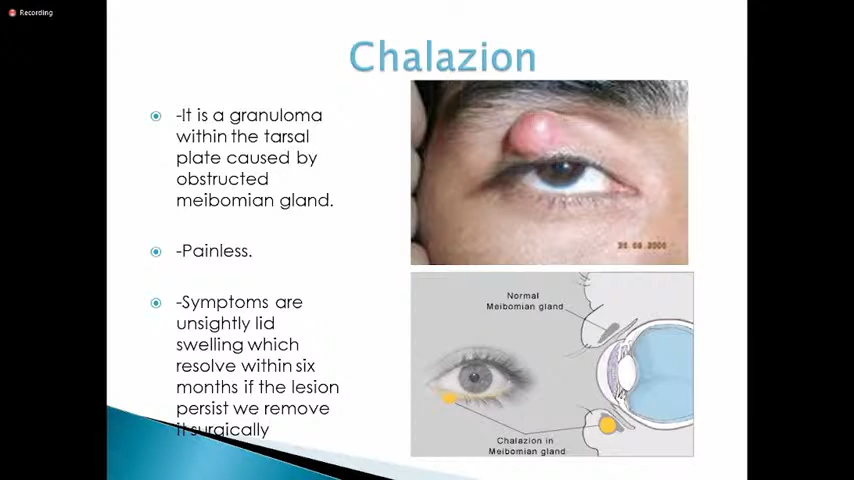 Recording
Chalazion
-It is a granuloma
within the tarsal
plate caused by
obstructed
meibomian gland.
-Painless.
-Symptoms are
unsightly lid
swelling which
resolve within six
months if the lesion
persist we remove
it surgically
Normal
Meibomian gland
Chalazion in
Meibomian gland